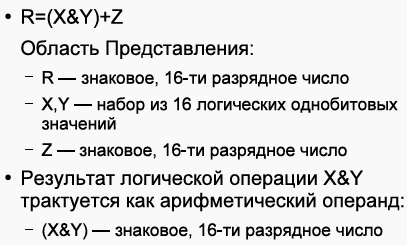 • R=(X&Y)+Z
Область Представления:
– R — знаковое, 16-ти разрядное число
– X,Y — набор из 16 логических однобитовых
значений
– Z — знаковое, 16-ти разрядное число
• Результат логической операции X&Y
трактуется как арифметический операнд:
– (X&Y) — знаковое, 16-ти разрядное число